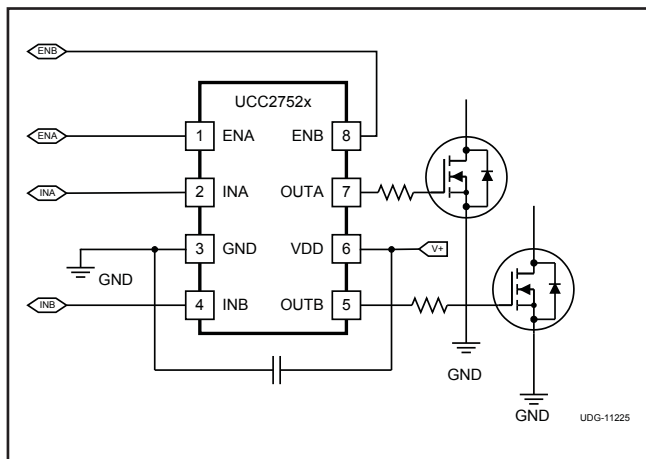 ENB
UCC2752x
ENA
1
ENA
ENB
8
INA
2
INA
OUTA
7
3
GND
VDD
6
V+
GND
INB
4
INB
OUTB
5
GND
GND
UDG-11225